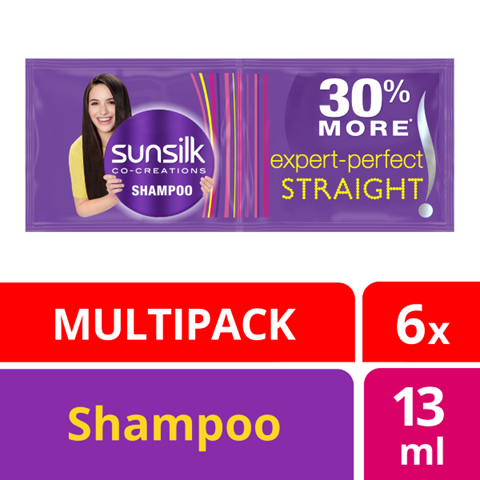 sunsilk
CO-CREATIONS
SHAMPOO
30%
MORE*
expert-perfect
STRAIGHT
MULTIPACK
6x
Shampoo
13
ml